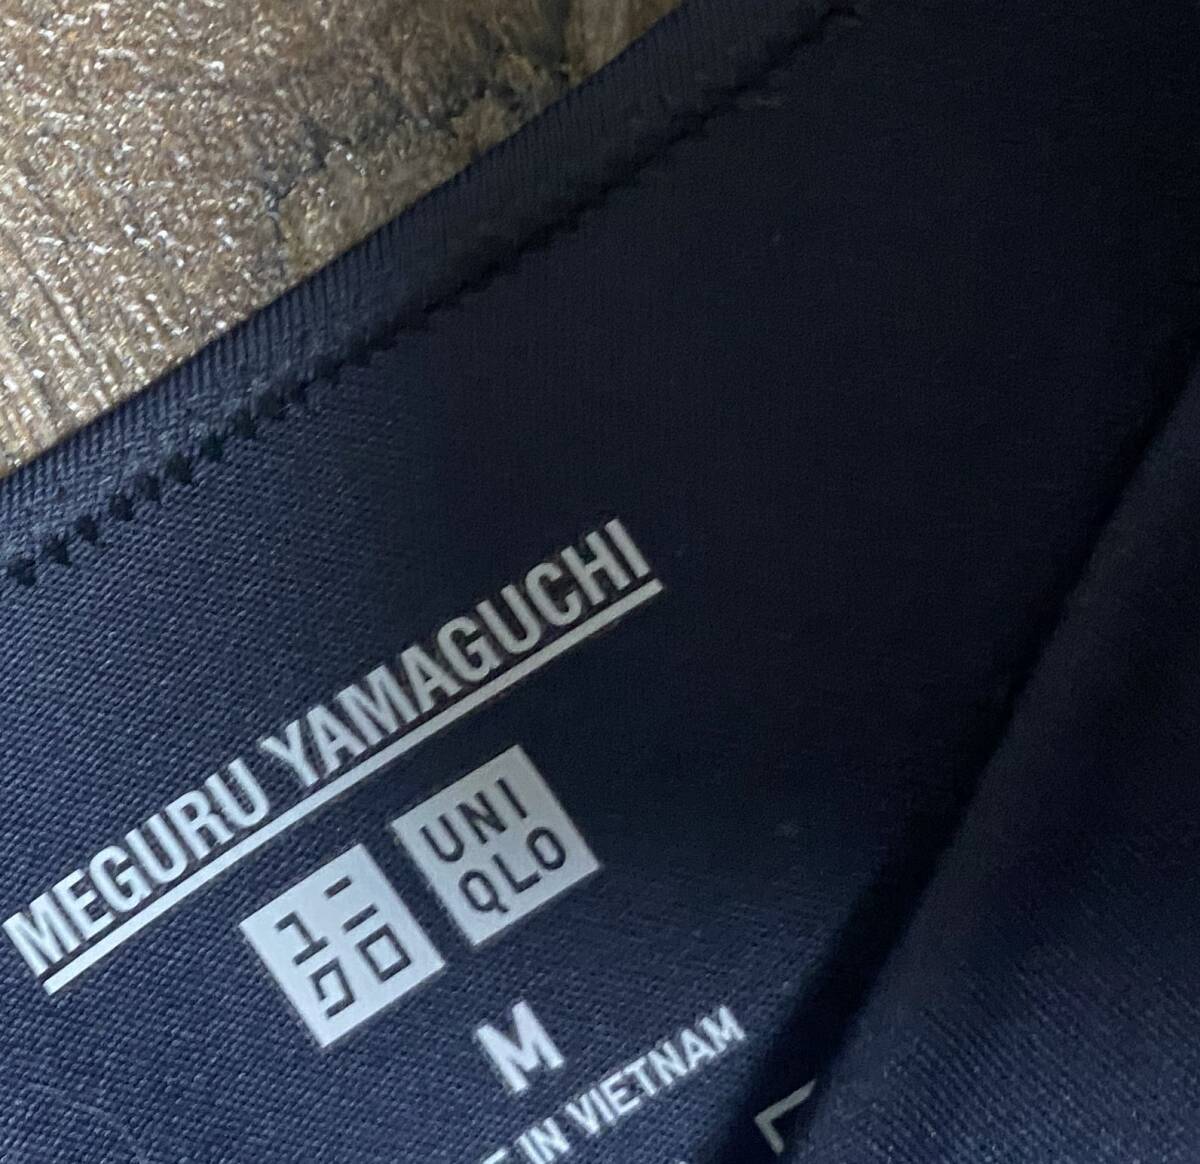 MEGURU YAMAGUCHI
ユニ
クロ
UNI
QLO
M
IN VIETNAM